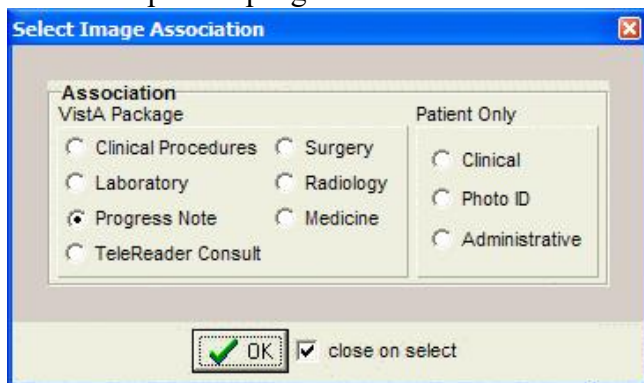 Select Image Association
Association
VistA Package
Patient Only
Clinical Procedures
Surgery
Clinical
Laboratory
Radiology
Photo ID
Progress Note
Medicine
Administrative
TeleReader Consult
OK
close on select